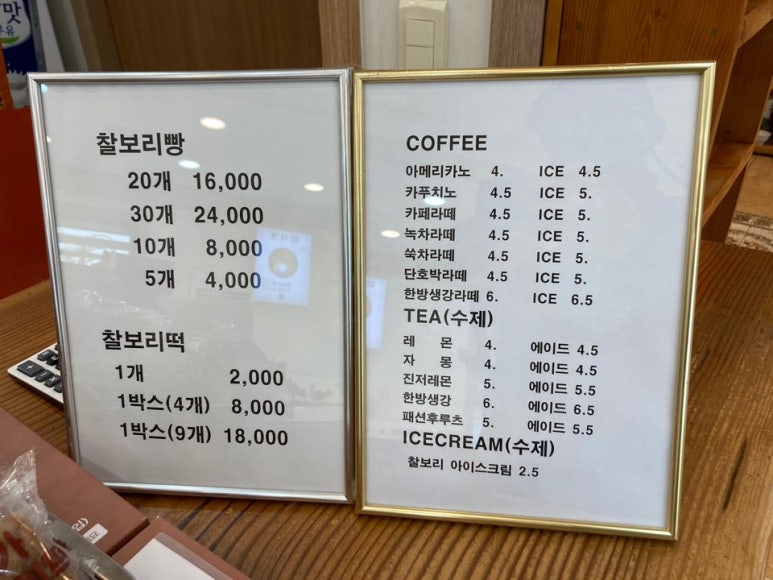 맛
우유
찰보리빵
20개 16,000
30개 24,000
10개 8,000
5개 4,000
찰보리떡
1개 2,000
1박스(4개) 8,000
1박스(9개) 18,000
COFFEE
아메리카노 4. ICE 4.5
카푸치노 4.5 ICE 5.
카페라떼 4.5 ICE 5.
녹차라떼 4.5 ICE 5.
쑥차라떼 4.5 ICE 5.
단호박라떼 4.5 ICE 5.
한방생강라떼 6. ICE 6.5
TEA(수제)
레 몬 4. 에이드 4.5
자 몽 4. 에이드 4.5
진저레몬 5. 에이드 5.5
한방생강 6. 에이드 6.5
패션후루츠 5. 에이드 5.5
ICECREAM(수제)
찰보리 아이스크림 2.5